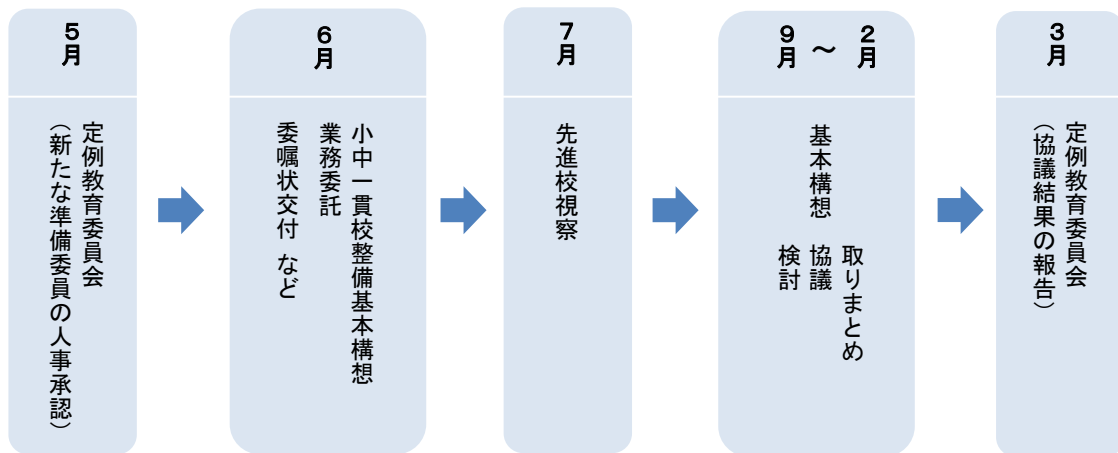 5月
定例教育委員会
（新たな準備委員の人事承認）
6月
小中一貫校整備基本構想
業務委託
委嘱状交付 など
7月
先進校視察
9月 ～ 2月
基本構想
取りまとめ
協議
検討
3月
定例教育委員会
（協議結果の報告）